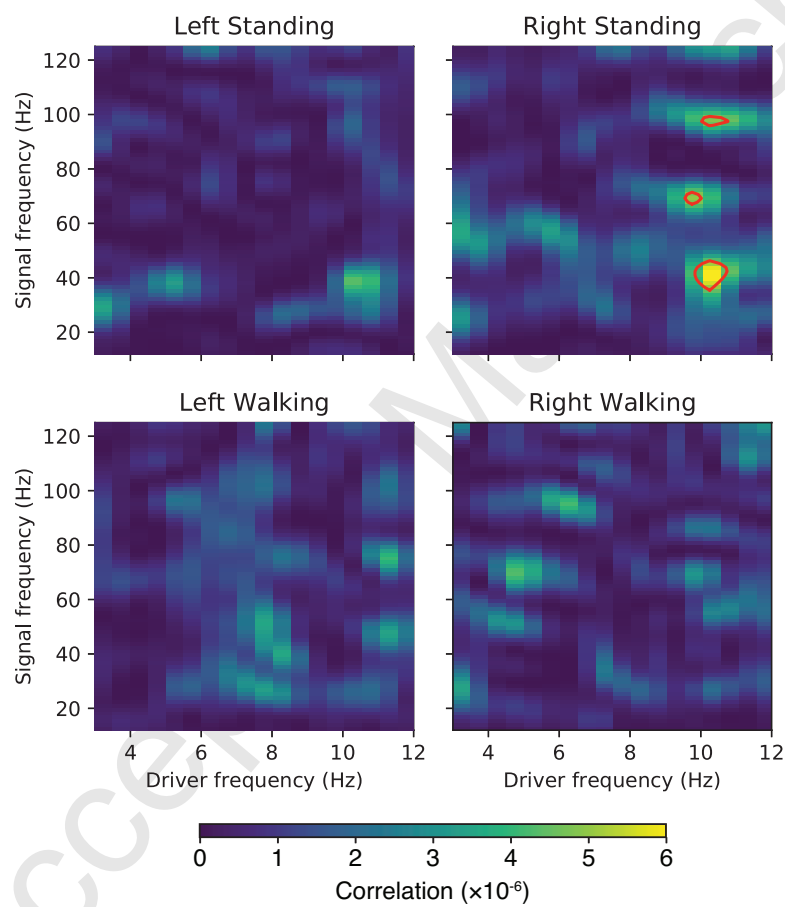 Left Standing
Right Standing
Signal frequency (Hz)
120
100
80
60
40
20
Left Walking
Right Walking
Signal frequency (Hz)
120
100
80
60
40
20
4 6 8 10 12
4 6 8 10 12
Driver frequency (Hz)
Driver frequency (Hz)
0 1 2 3 4 5 6
Correlation (×10⁻⁶)